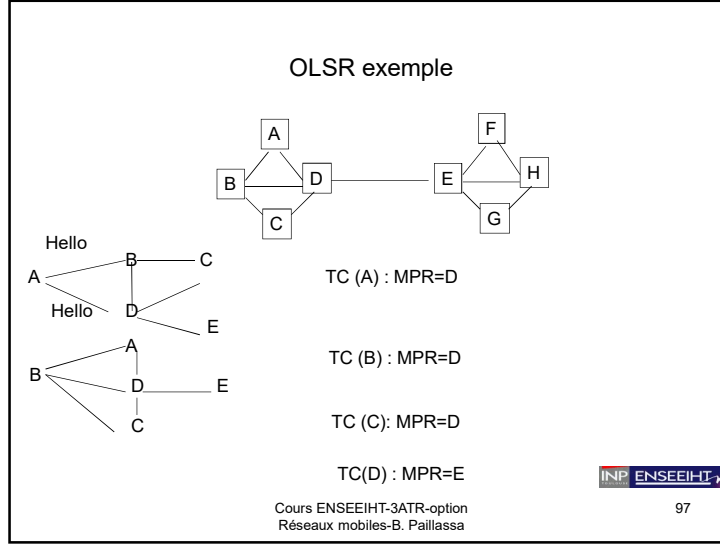 OLSR exemple
A
F
B
D
E
H
C
G
Hello
A
B
C
Hello
D
E
TC (A) : MPR=D
A
B
D
E
C
TC (B) : MPR=D
TC (C): MPR=D
TC(D) : MPR=E
Cours ENSEEIHT-3ATR-option
Réseaux mobiles-B. Paillassa
INP ENSEEIHT
97